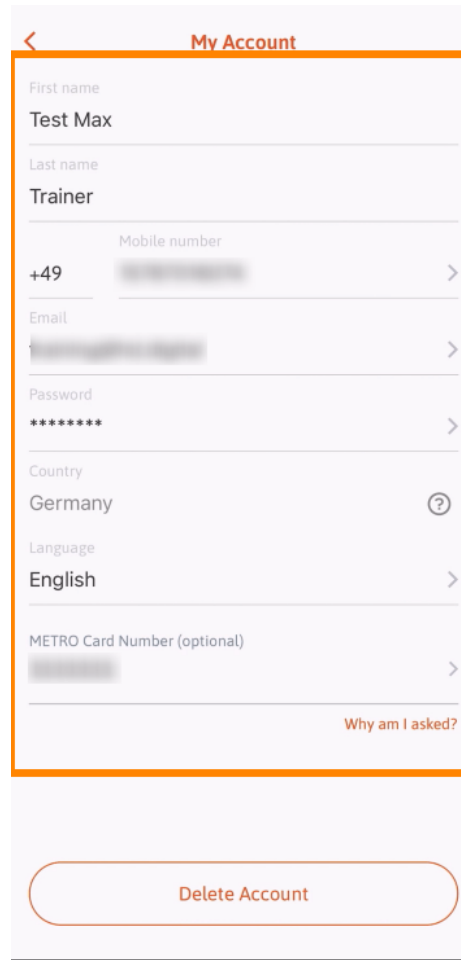 My Account
First name
Test Max
Last name
Trainer
Mobile number
+49
Email
Password
********
Country
Germany
?
Language
English
METRO Card Number (optional)
Why am I asked?
Delete Account